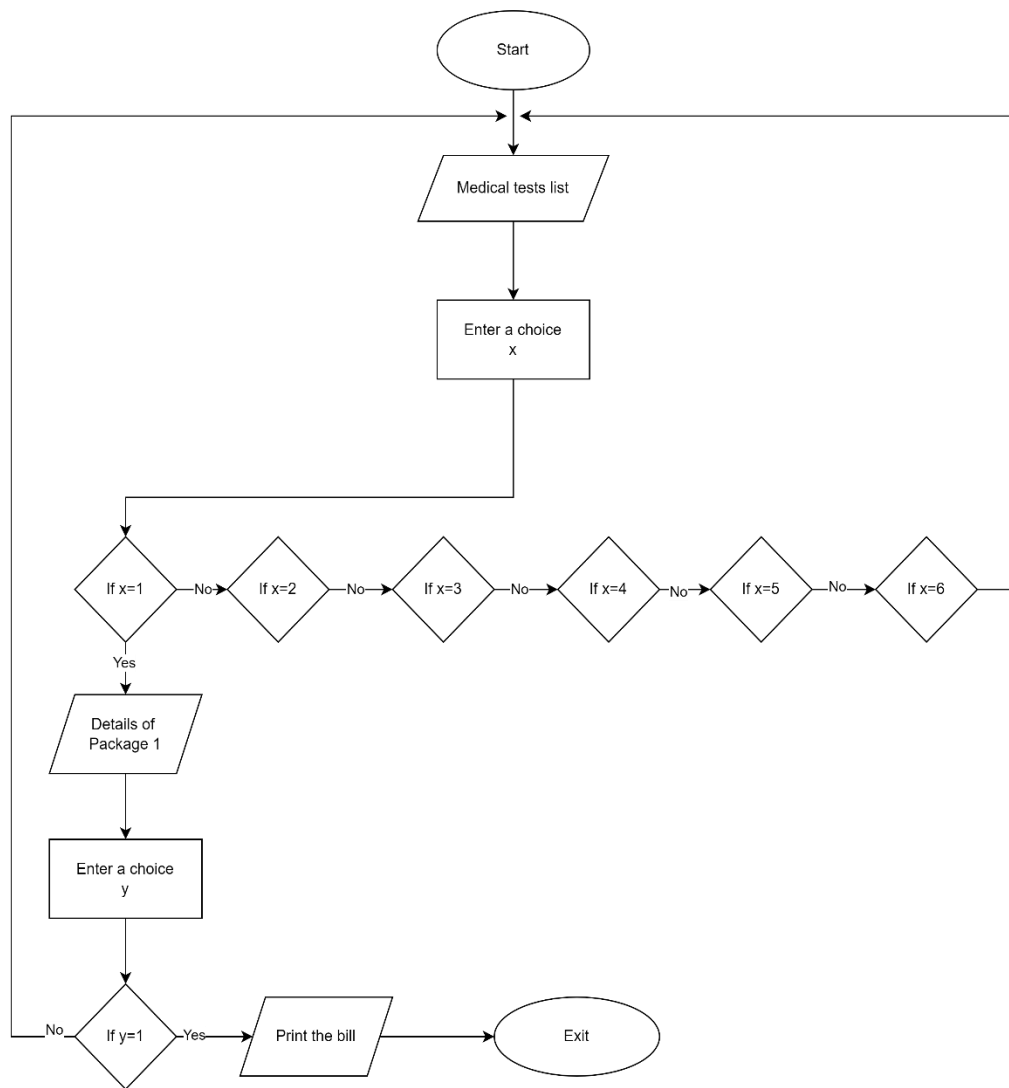 Start
Medical tests list
Enter a choice
x
If x=1
No
If x=2
No
If x=3
No
If x=4
No
If x=5
No
If x=6
Yes
Details of
Package 1
Enter a choice
y
No
If y=1
Yes
Print the bill
Exit